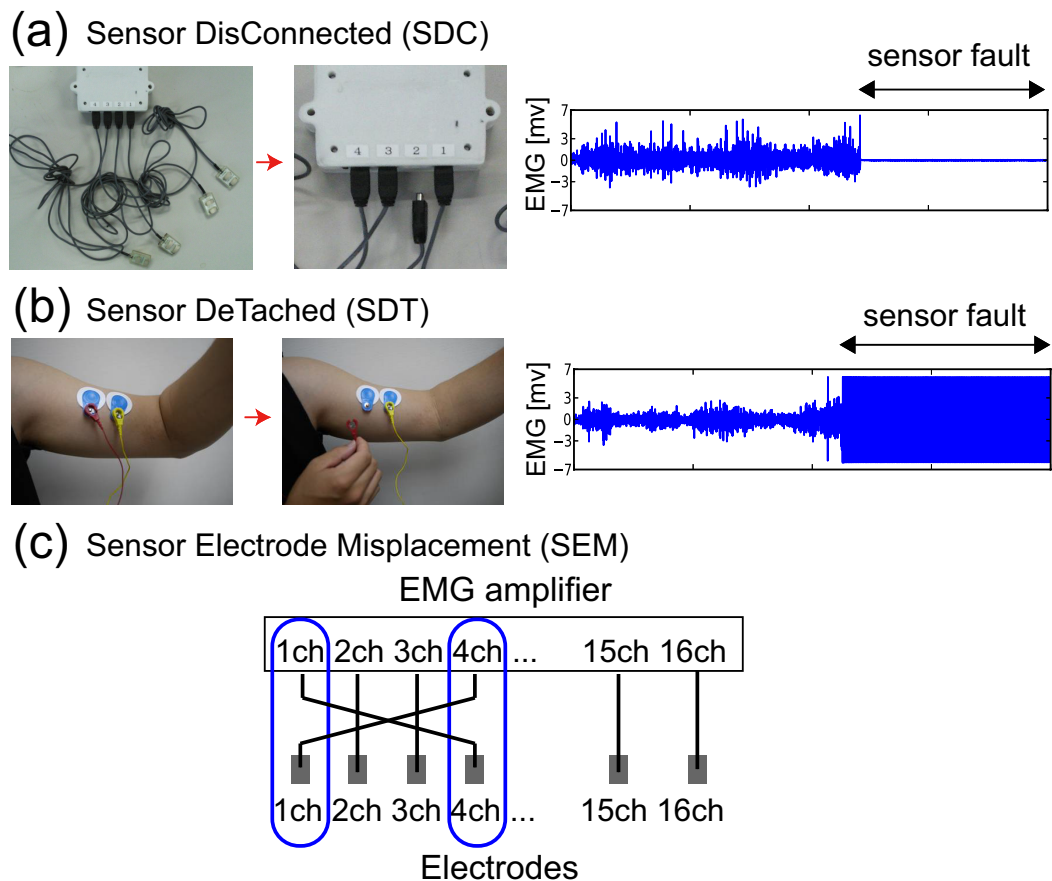 (a) Sensor DisConnected (SDC)
sensor fault
4 3 2 1
EMG [mv]
7
3
0
−3
−7
(b) Sensor DeTached (SDT)
sensor fault
EMG [mv]
7
3
0
−3
−7
(c) Sensor Electrode Misplacement (SEM)
EMG amplifier
1ch 2ch 3ch 4ch ... 15ch 16ch
1ch 2ch 3ch 4ch ... 15ch 16ch
Electrodes